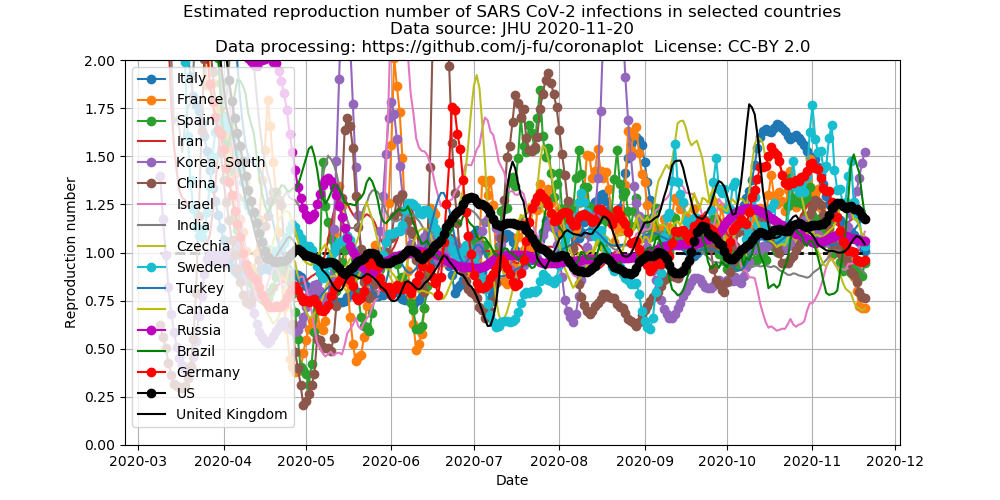 Estimated reproduction number of SARS CoV-2 infections in selected countries
Data source: JHU 2020-11-20
Data processing: https://github.com/j-fu/coronaplot  License: CC-BY 2.0
Reproduction number
2.00
1.75
1.50
1.25
1.00
0.75
0.50
0.25
0.00
Italy
France
Spain
Iran
Korea, South
China
Israel
India
Czechia
Sweden
Turkey
Canada
Russia
Brazil
Germany
US
United Kingdom
2020-03 2020-04 2020-05 2020-06 2020-07 2020-08 2020-09 2020-10 2020-11 2020-12
Date